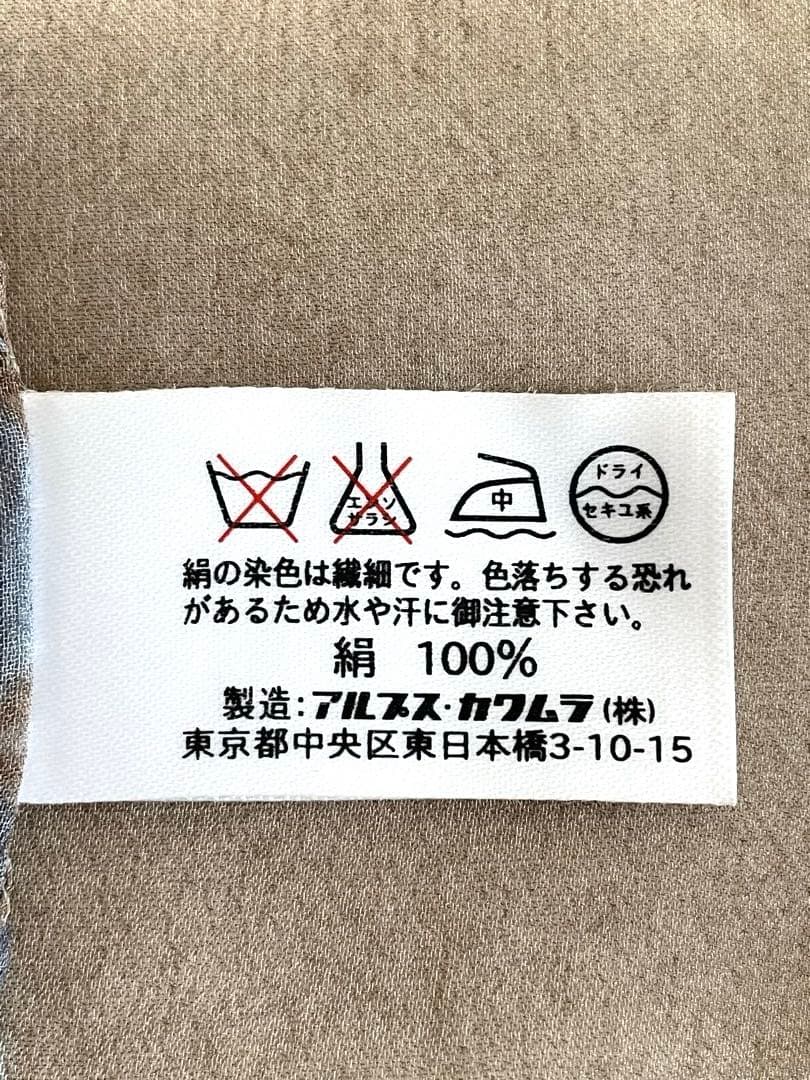 エンソ
サラシ
中
ドライ
セキユ系
絹の染色は繊細です。色落ちする恐れ
があるため水や汗に御注意下さい。
絹 100%
製造:アルプス・カワムラ(株)
東京都中央区東日本橋3-10-15